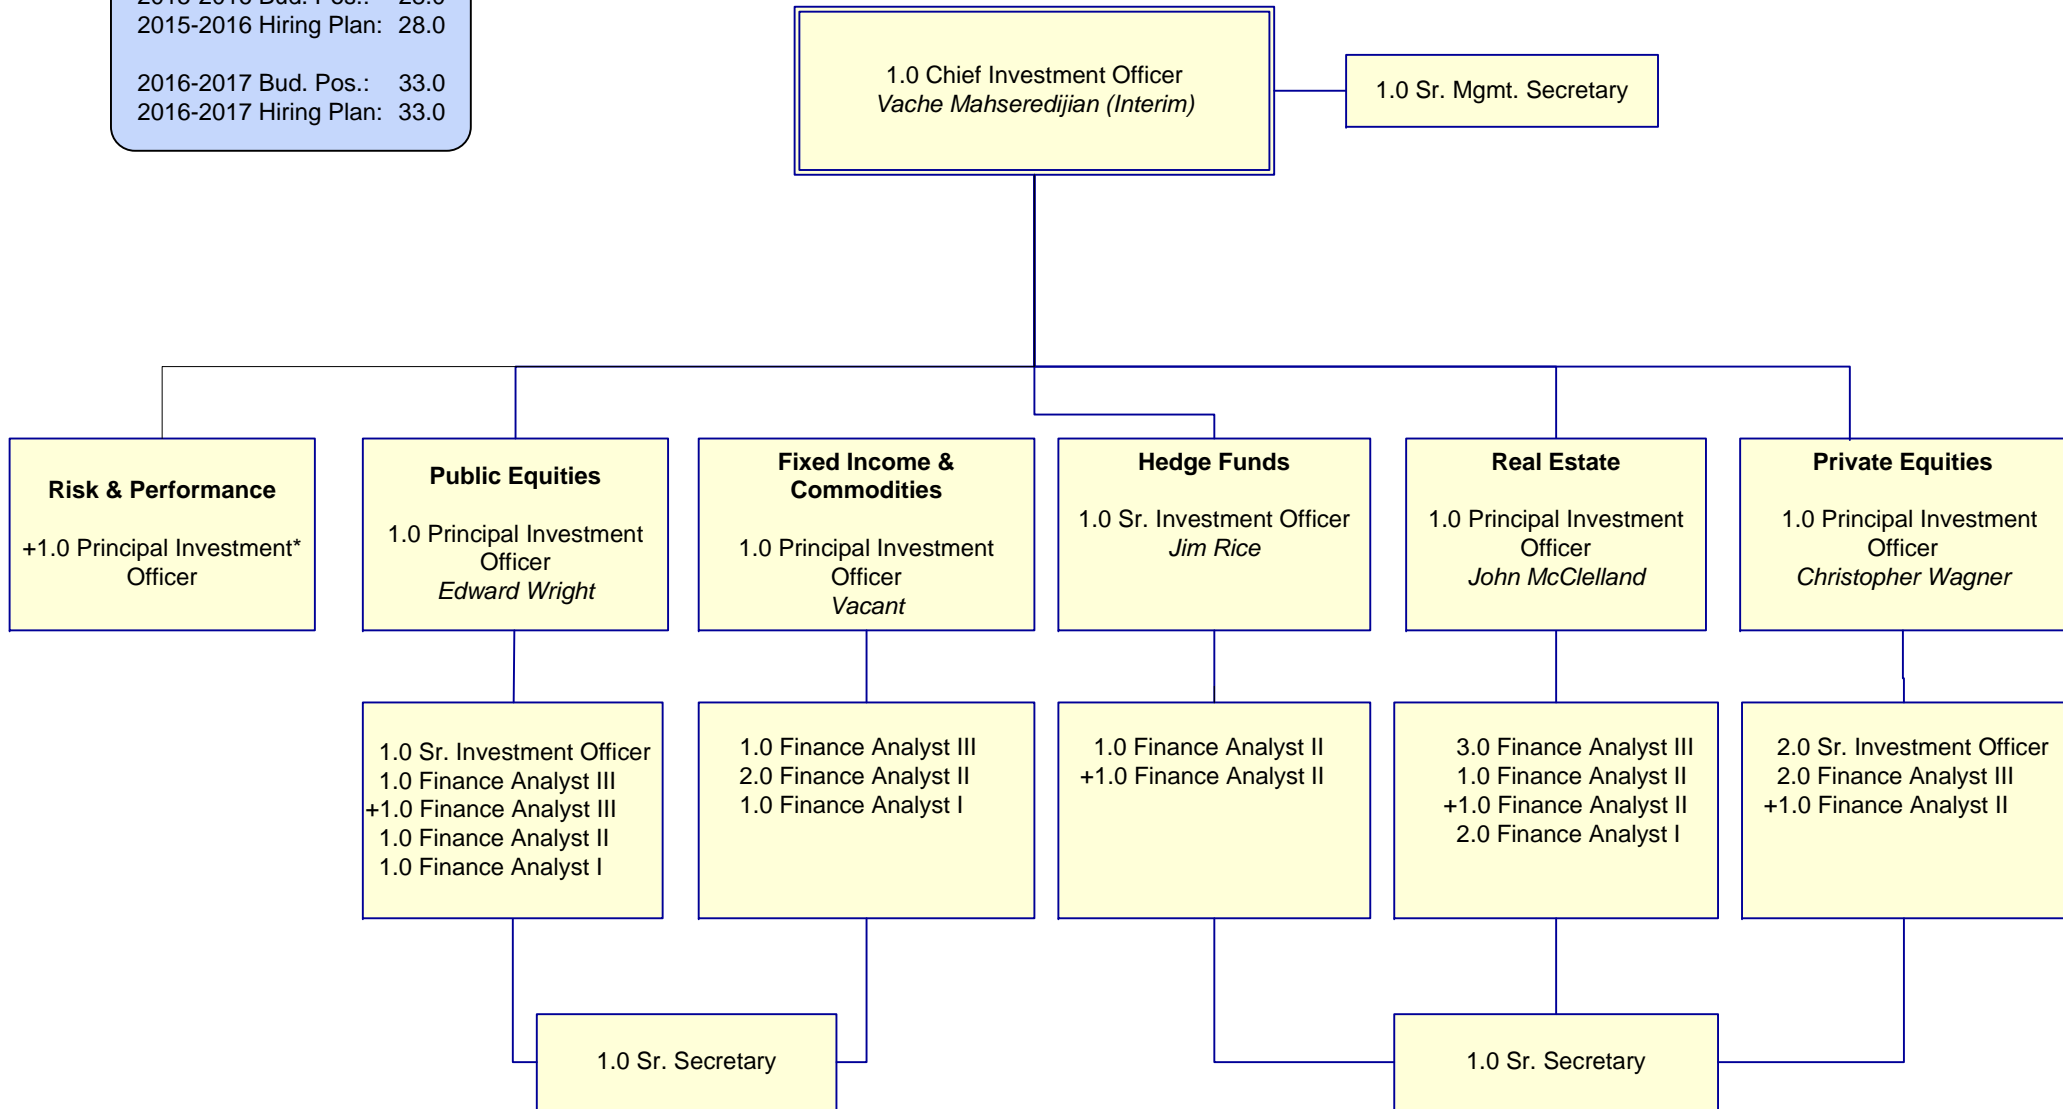 2015-2016 Hiring Plan: 28.0
2016-2017 Bud. Pos.: 33.0
2016-2017 Hiring Plan: 33.0
1.0 Chief Investment Officer
Vache Mahseredijian (Interim)
1.0 Sr. Mgmt. Secretary
Risk & Performance
+1.0 Principal Investment*
Officer
Public Equities
1.0 Principal Investment
Officer
Edward Wright
Fixed Income &
Commodities
1.0 Principal Investment
Officer
Vacant
Hedge Funds
1.0 Sr. Investment Officer
Jim Rice
Real Estate
1.0 Principal Investment
Officer
John McClelland
Private Equities
1.0 Principal Investment
Officer
Christopher Wagner
1.0 Sr. Investment Officer
1.0 Finance Analyst III
+1.0 Finance Analyst III
1.0 Finance Analyst II
1.0 Finance Analyst I
1.0 Finance Analyst III
2.0 Finance Analyst II
1.0 Finance Analyst I
1.0 Finance Analyst II
+1.0 Finance Analyst II
3.0 Finance Analyst III
1.0 Finance Analyst II
+1.0 Finance Analyst II
2.0 Finance Analyst I
2.0 Sr. Investment Officer
2.0 Finance Analyst III
+1.0 Finance Analyst II
1.0 Sr. Secretary
1.0 Sr. Secretary